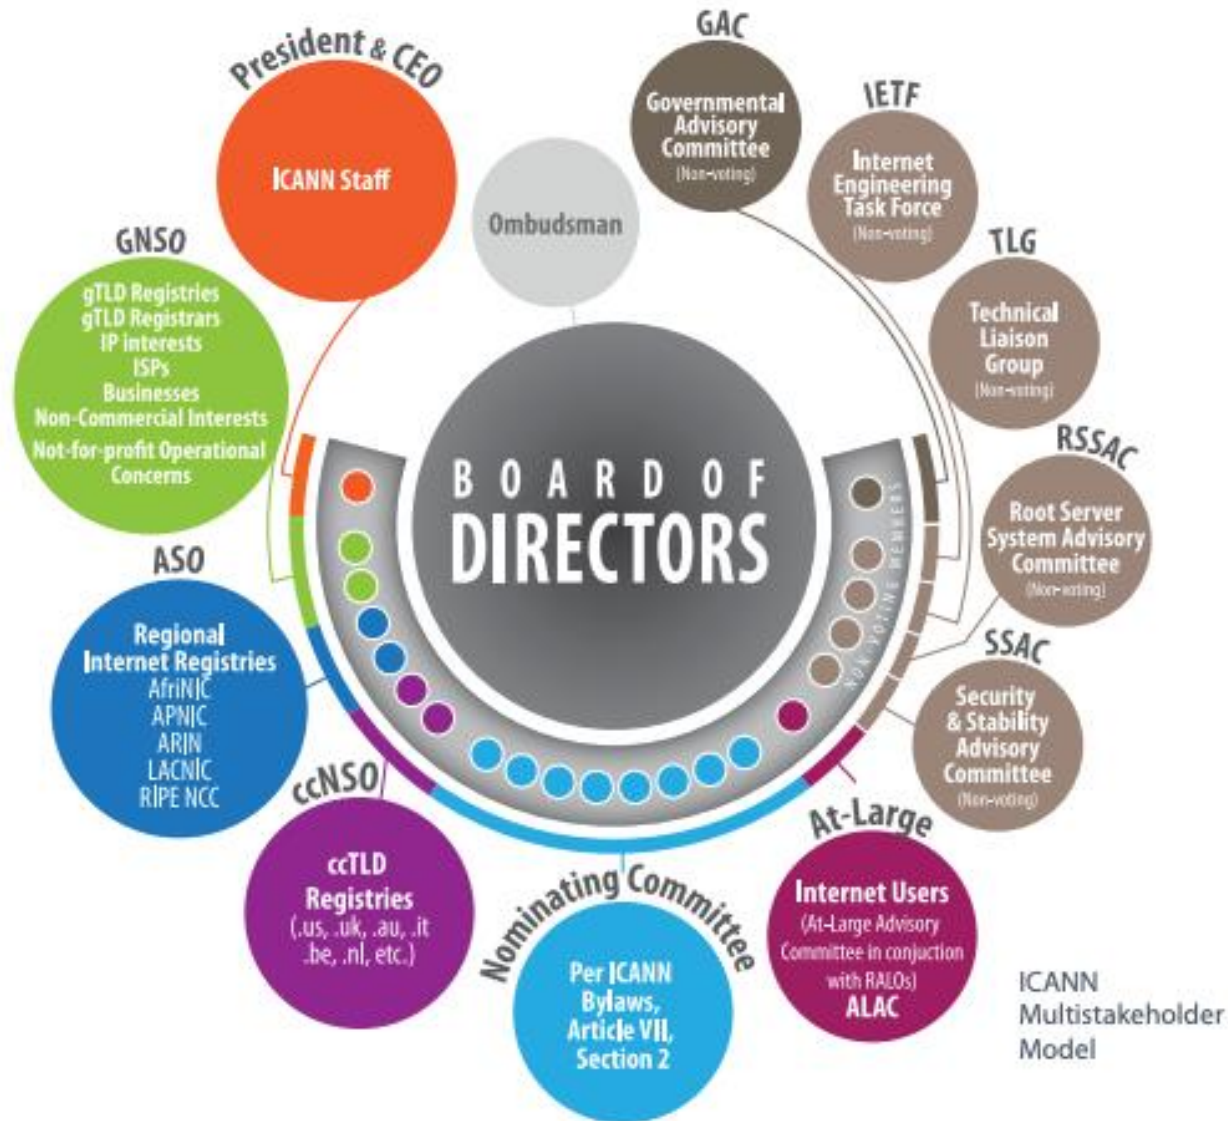 President & CEO
ICANN Staff
GAC
Governmental
Advisory
Committee
(Non-voting)
IETF
Internet
Engineering
Task Force
(Non-voting)
Ombudsman
GNSO
gTLD Registries
gTLD Registrars
IP interests
ISPs
Businesses
Non-Commercial Interests
Not-for-profit Operational
Concerns
TLG
Technical
Liaison
Group
(Non-voting)
BOARD OF
DIRECTORS
NON VOTING MEMBERS
RSSAC
Root Server
System Advisory
Committee
(Non-voting)
ASO
Regional
Internet Registries
AfriNIC
APNIC
ARIN
LACNIC
RIPE NCC
SSAC
Security
& Stability
Advisory
Committee
(Non-voting)
ccNSO
ccTLD
Registries
(.us, .uk, .au, .it
.be, .nl, etc.)
Nominating Committee
Per ICANN
Bylaws,
Article VII,
Section 2
At-Large
Internet Users
(At-Large Advisory
Committee in conjuction
with RALOs)
ALAC
ICANN
Multistakeholder
Model